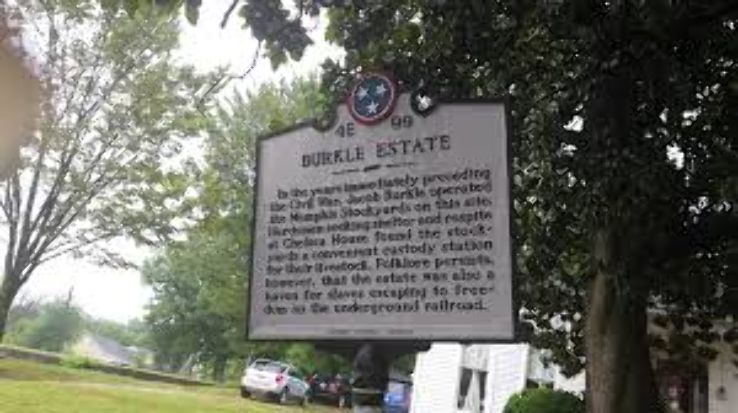 4E 99
BURKLE ESTATE
In the years immediately preceding
the Civil War, Jacob Burkle operated
the Memphis Stockyards on this site.
Herdsmen seeking shelter and respite
at Chelsea House found the stock-
yards a convenient custody station
for their livestock. Folklore persists,
however, that the estate was also a
haven for slaves escaping to free-
dom on the underground railroad.